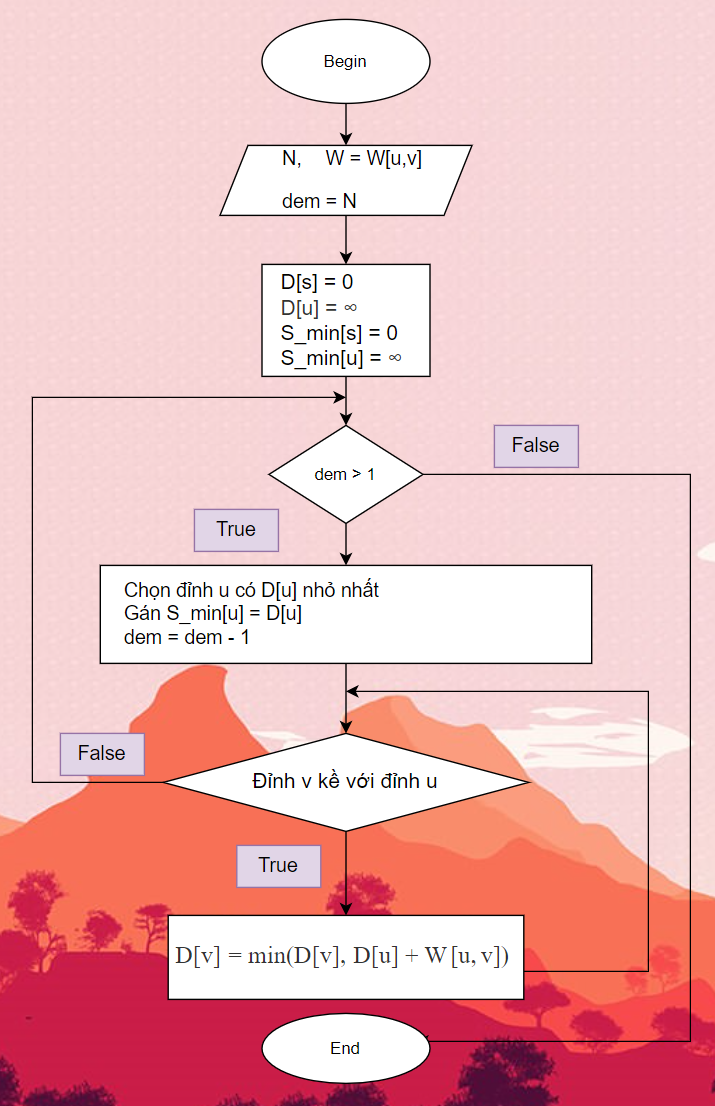 Begin
N, W = W[u,v]
dem = N
D[s] = 0
D[u] = ∞
S_min[s] = 0
S_min[u] = ∞
False
dem > 1
True
Chọn đỉnh u có D[u] nhỏ nhất
Gán S_min[u] = D[u]
dem = dem - 1
False
Đỉnh v kề với đỉnh u
True
D[v] = min(D[v], D[u] + W[u, v])
End